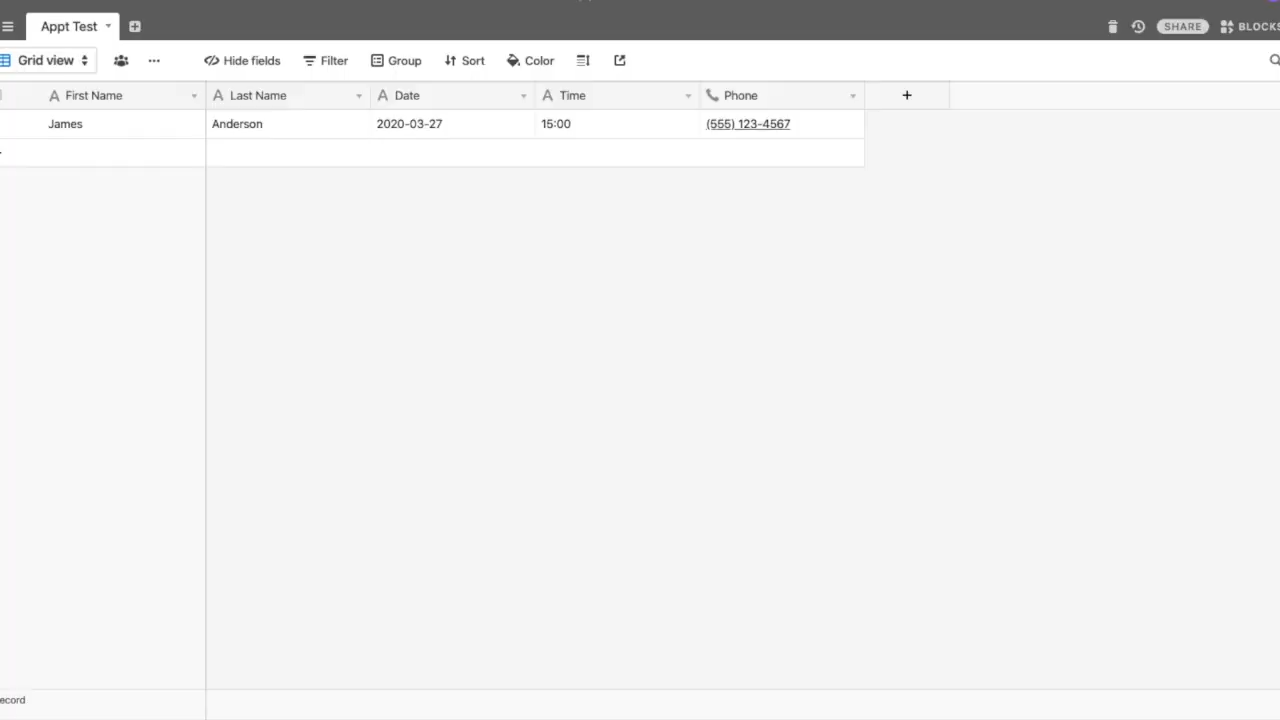 Appt Test
SHARE BLOCKS
Grid view Hide fields Filter Group Sort Color
First Name Last Name Date Time Phone
James Anderson 2020-03-27 15:00 (555) 123-4567
ecord